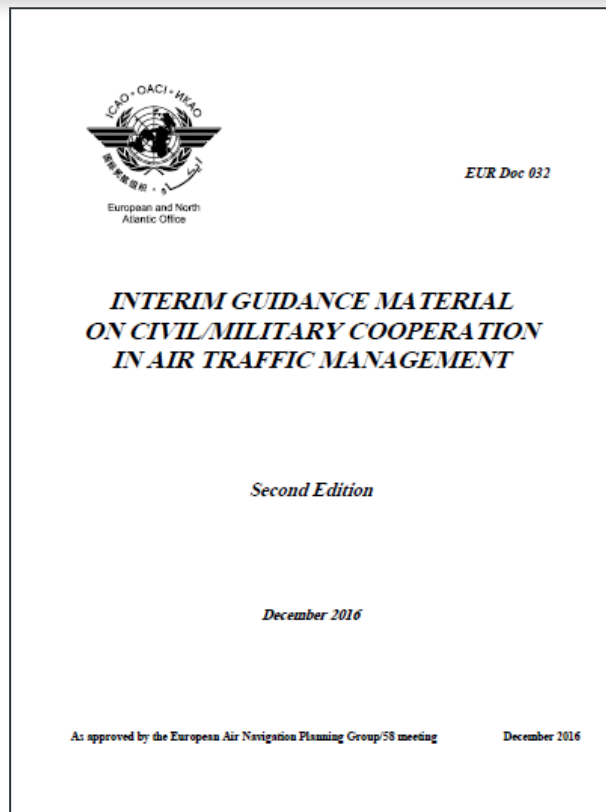 ICAO · OACI · ИКАО
European and North
Atlantic Office
EUR Doc 032
INTERIM GUIDANCE MATERIAL
ON CIVIL/MILITARY COOPERATION
IN AIR TRAFFIC MANAGEMENT
Second Edition
December 2016
As approved by the European Air Navigation Planning Group/58 meeting December 2016